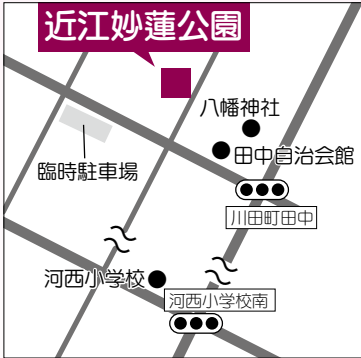 近江妙蓮公園
八幡神社
田中自治会館
臨時駐車場
川田町田中
河西小学校
河西小学校南